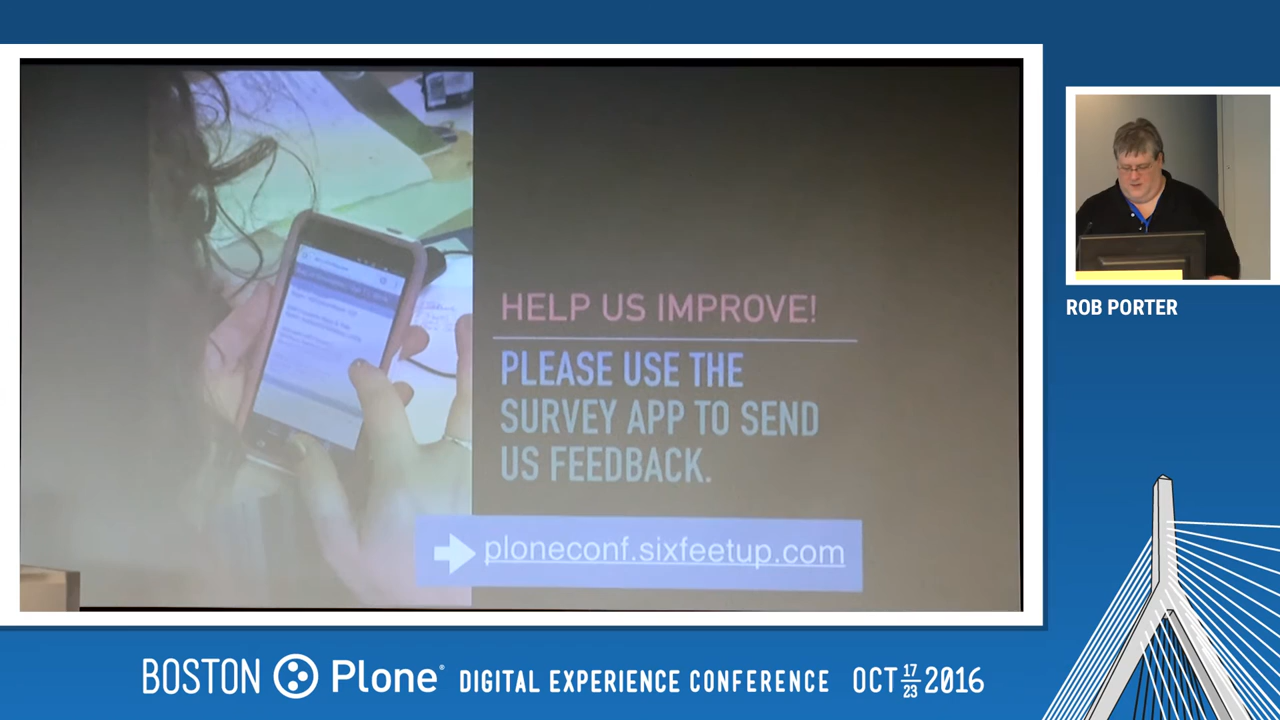 HELP US IMPROVE!
PLEASE USE THE
SURVEY APP TO SEND
US FEEDBACK.
ploneconf.sixfeetup.com
ROB PORTER
BOSTON Plone® DIGITAL EXPERIENCE CONFERENCE OCT 17 23 2016